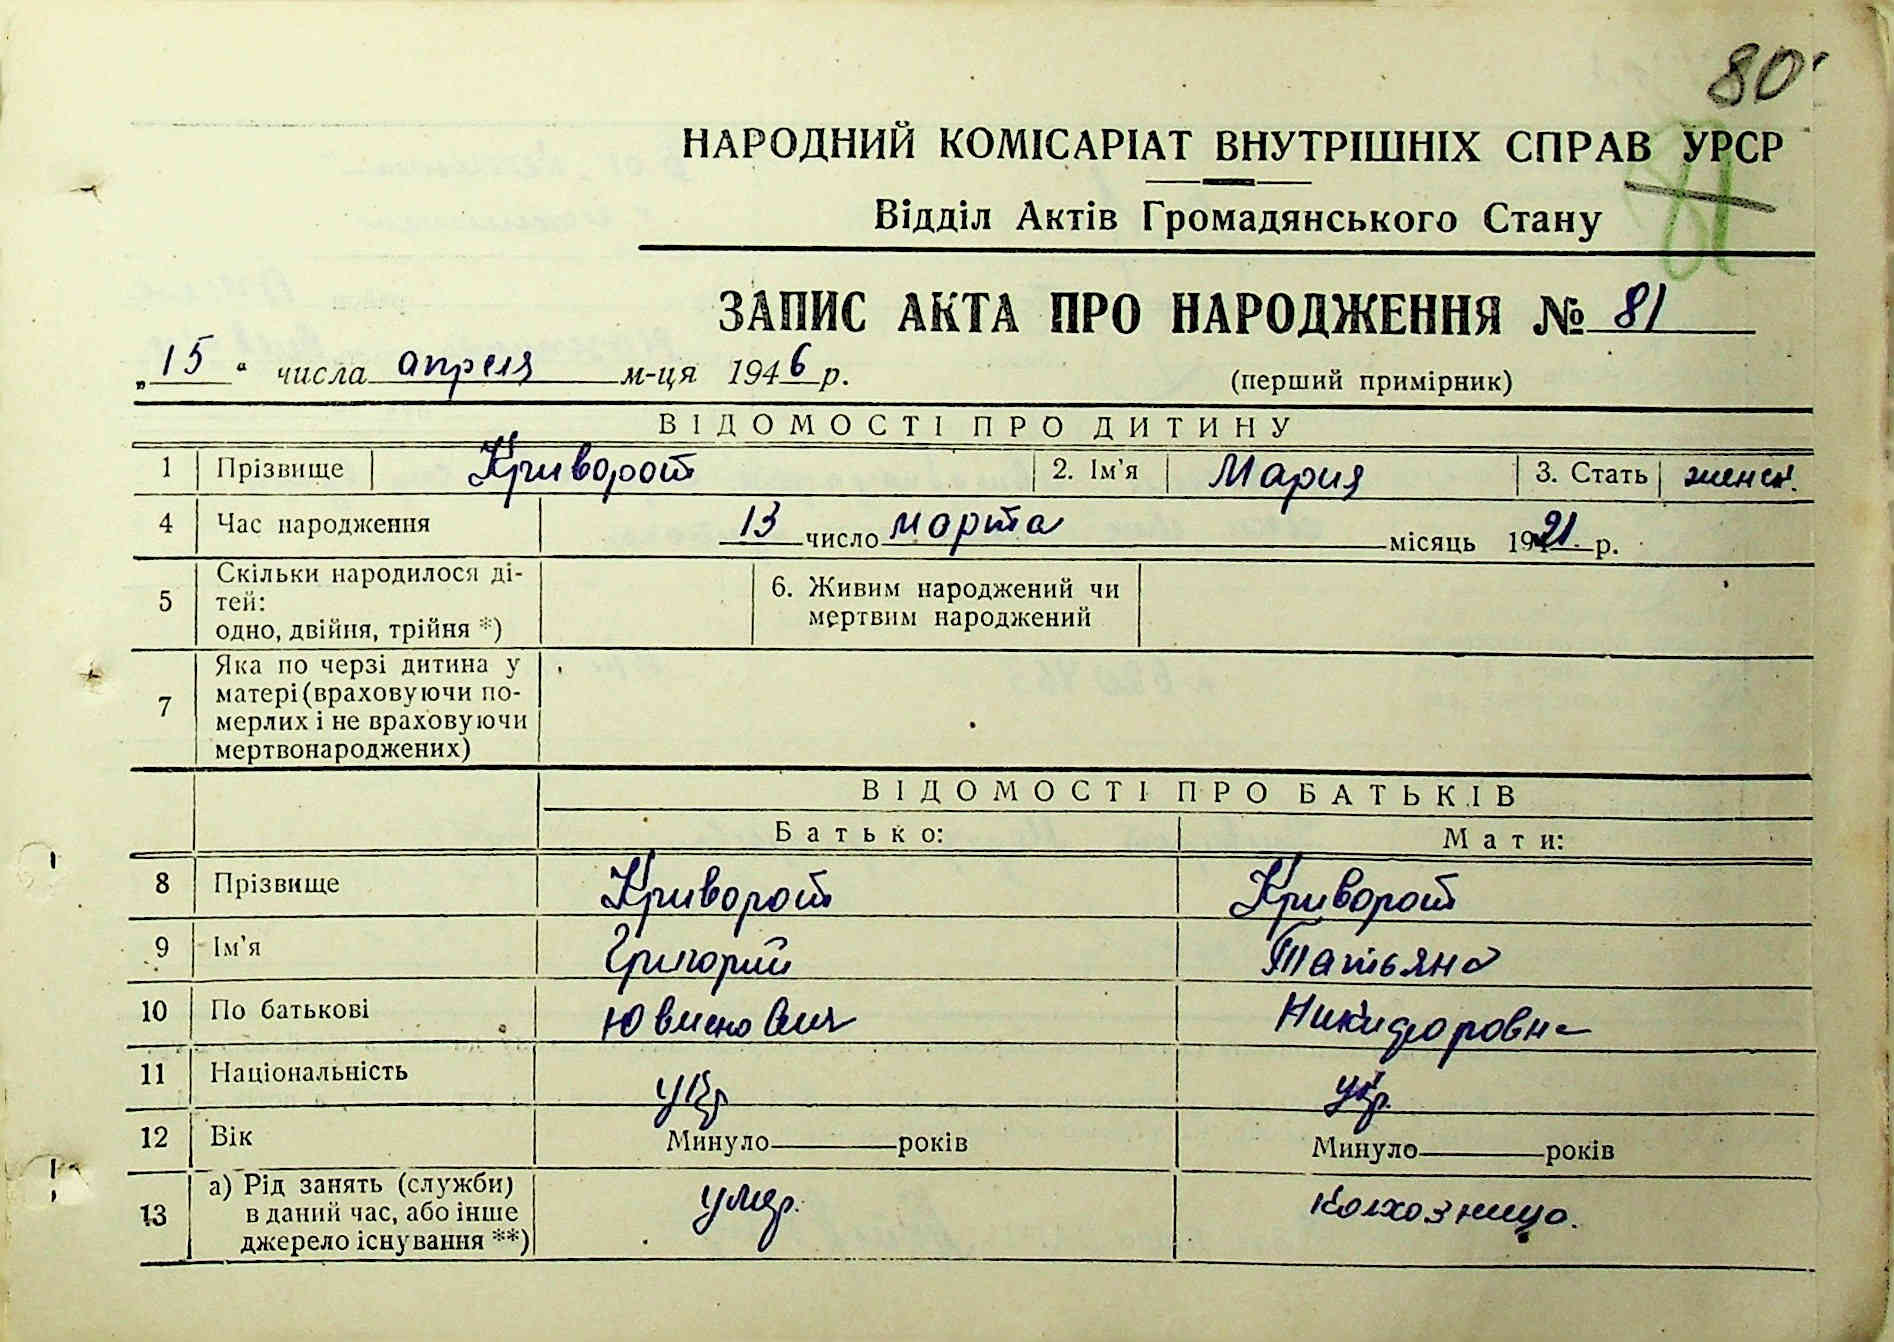 80
НАРОДНИЙ КОМІСАРІАТ ВНУТРІШНІХ СПРАВ УРСР
Відділ Актів Громадянського Стану
81
ЗАПИС АКТА ПРО НАРОДЖЕННЯ № 81
„15“ числа апреля м-ця 1946 р. (перший примірник)
ВІДОМОСТІ ПРО ДИТИНУ
1 Прізвище Криворот 2. Ім'я Мария 3. Стать женск.
4 Час народження 13 число марта місяць 1921 р.
5 Скільки народилося ді-
тей:
одно, двійня, трійня *)
6. Живим народжений чи
мертвим народжений
7 Яка по черзі дитина у
матері (враховуючи по-
мерлих і не враховуючи
мертвонароджених)
ВІДОМОСТІ ПРО БАТЬКІВ
Батько: Мати:
8 Прізвище Криворот Криворот
9 Ім'я Григорий Татьяна
10 По батькові Никифоровна
11 Національність укр укр.
12 Вік Минуло років Минуло років
13 а) Рід занять (служби)
в даний час, або інше
джерело існування **)
умер. колхозница.